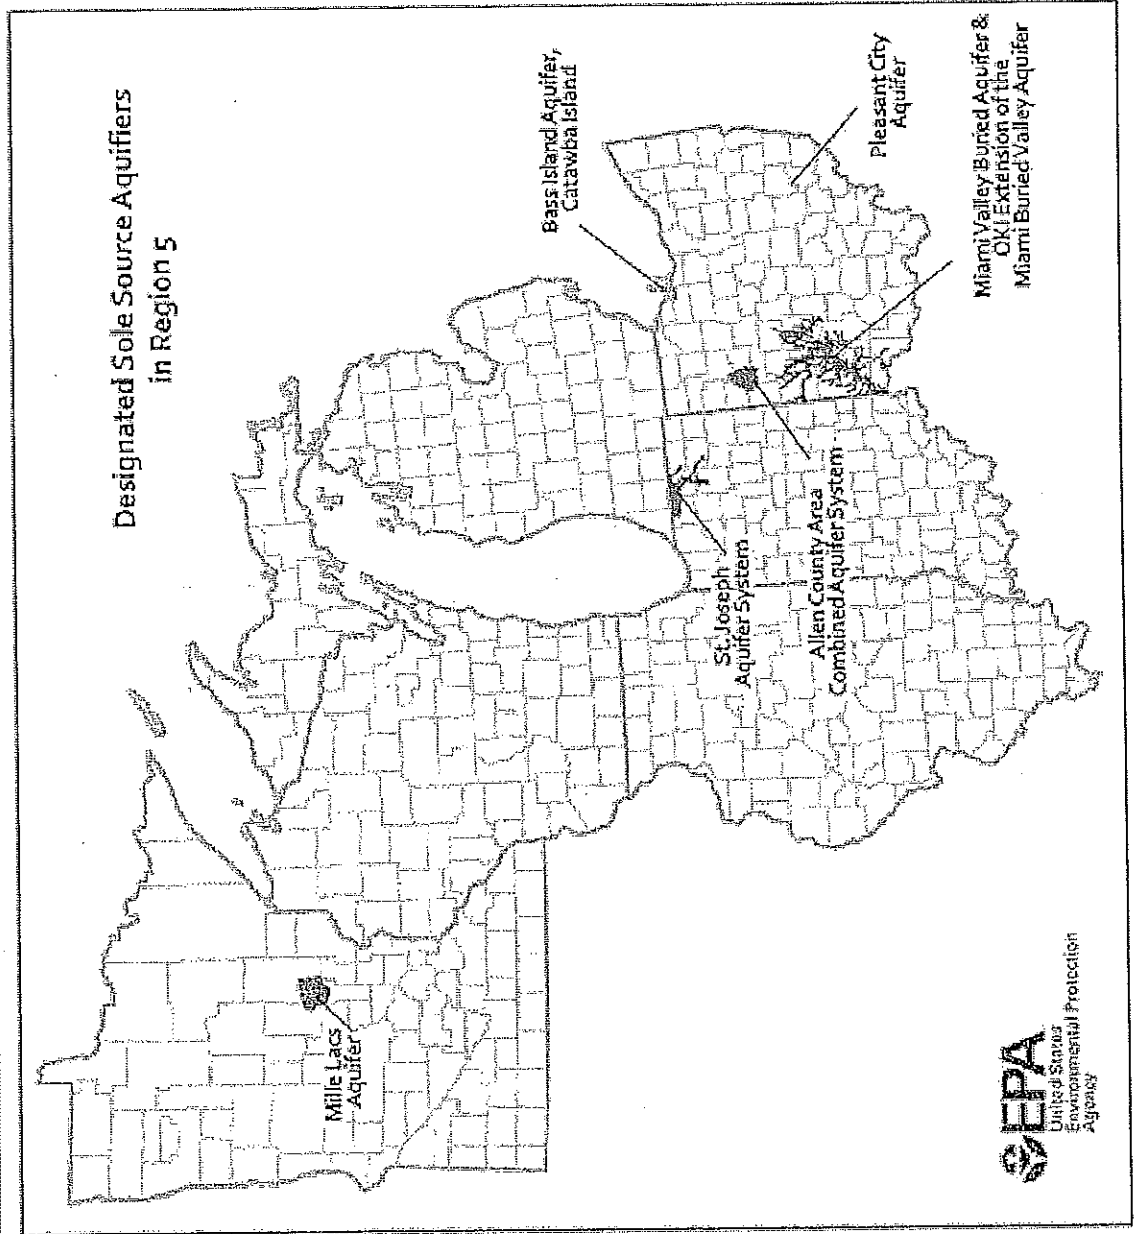 Designated Sole Source Aquifiers
in Region 5
Bass Island Aquifer,
Catawba Island
Pleasant City
Aquifer
Miami Valley Buried Aquifer &
OKI Extension of the
Miami Buried Valley Aquifer
St. Joseph
Aquifer System
Allen County Area
Combined Aquifer System
Mille Lacs
Aquifer
EPA
United States
Environmental Protection
Agency